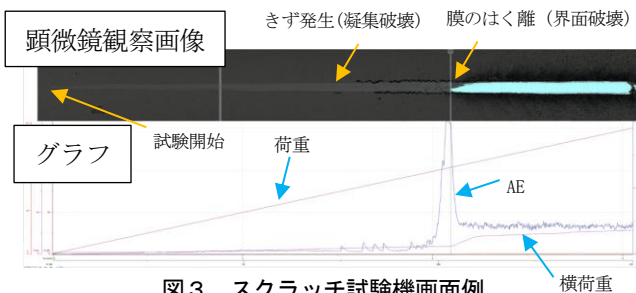 顕微鏡観察画像
きず発生(凝集破壊)
膜のはく離（界面破壊）
試験開始
グラフ
荷重
AE
横荷重
図３　スクラッチ試験機画面例